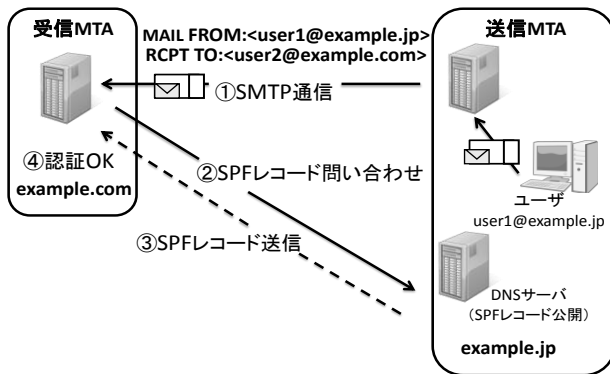 受信MTA
MAIL FROM:<user1@example.jp>
RCPT TO:<user2@example.com>
送信MTA
①SMTP通信
④認証OK
example.com
②SPFレコード問い合わせ
ユーザ
user1@example.jp
③SPFレコード送信
DNSサーバ
（SPFレコード公開）
example.jp